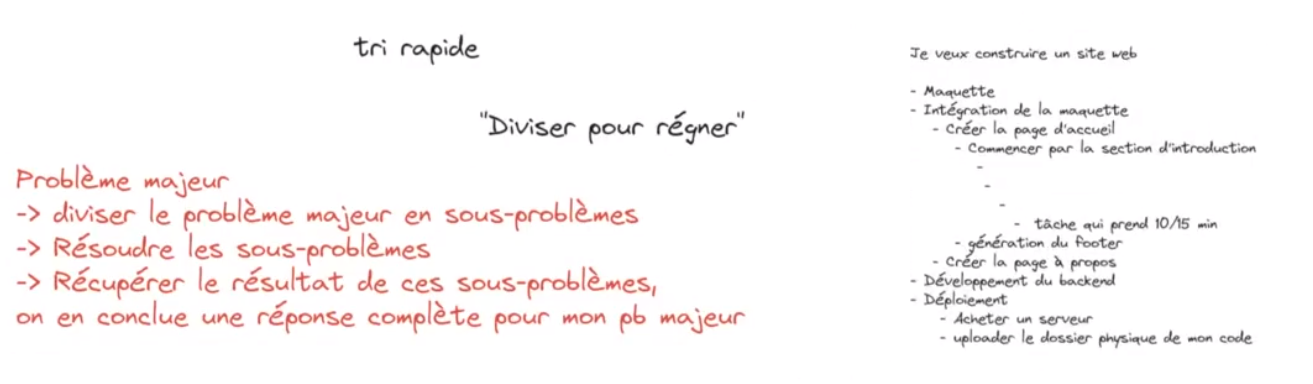 tri rapide
"Diviser pour régner"
Problème majeur
-> diviser le problème majeur en sous-problèmes
-> Résoudre les sous-problèmes
-> Récupérer le résultat de ces sous-problèmes,
on en conclue une réponse complète pour mon pb majeur
Je veux construire un site web
- Maquette
- Intégration de la maquette
- Créer la page d'accueil
- Commencer par la section d'introduction
-
-
-
- tâche qui prend 10/15 min
- génération du footer
- Créer la page à propos
- Développement du backend
- Déploiement
- Acheter un serveur
- uploader le dossier physique de mon code